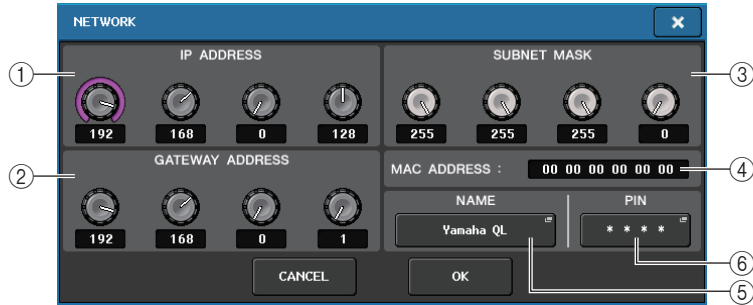 NETWORK
×
IP ADDRESS
192 168 0 128
SUBNET MASK
255 255 255 0
GATEWAY ADDRESS
192 168 0 1
MAC ADDRESS :
00 00 00 00 00 00
NAME
Yamaha QL
PIN
* * * *
CANCEL
OK
①
②
③
④
⑤
⑥